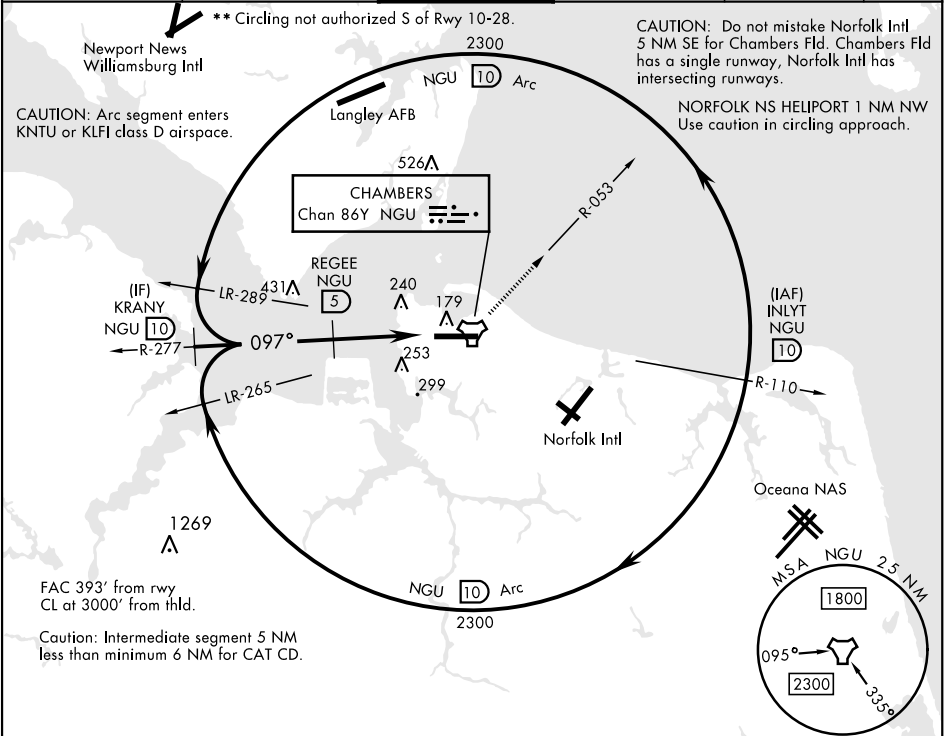 ** Circling not authorized S of Rwy 10-28.
Newport News
Williamsburg Intl
CAUTION: Do not mistake Norfolk Intl
5 NM SE for Chambers Fld. Chambers Fld
has a single runway, Norfolk Intl has
intersecting runways.
NORFOLK NS HELIPORT 1 NM NW
Use caution in circling approach.
2300
NGU 10 Arc
Langley AFB
CAUTION: Arc segment enters
KNTU or KLFI class D airspace.
526
CHAMBERS
Chan 86Y NGU
R-053
REGEE
NGU
5
LR-289
431
240
179
(IF)
KRANY
NGU 10
R-277
097°
253
299
LR-265
(IAF)
INLYT
NGU
10
R-110
Norfolk Intl
Oceana NAS
1269
FAC 393' from rwy
CL at 3000' from thld.
Caution: Intermediate segment 5 NM
less than minimum 6 NM for CAT CD.
NGU 10 Arc
2300
MSA NGU 25 NM
1800
095°
2300
335°